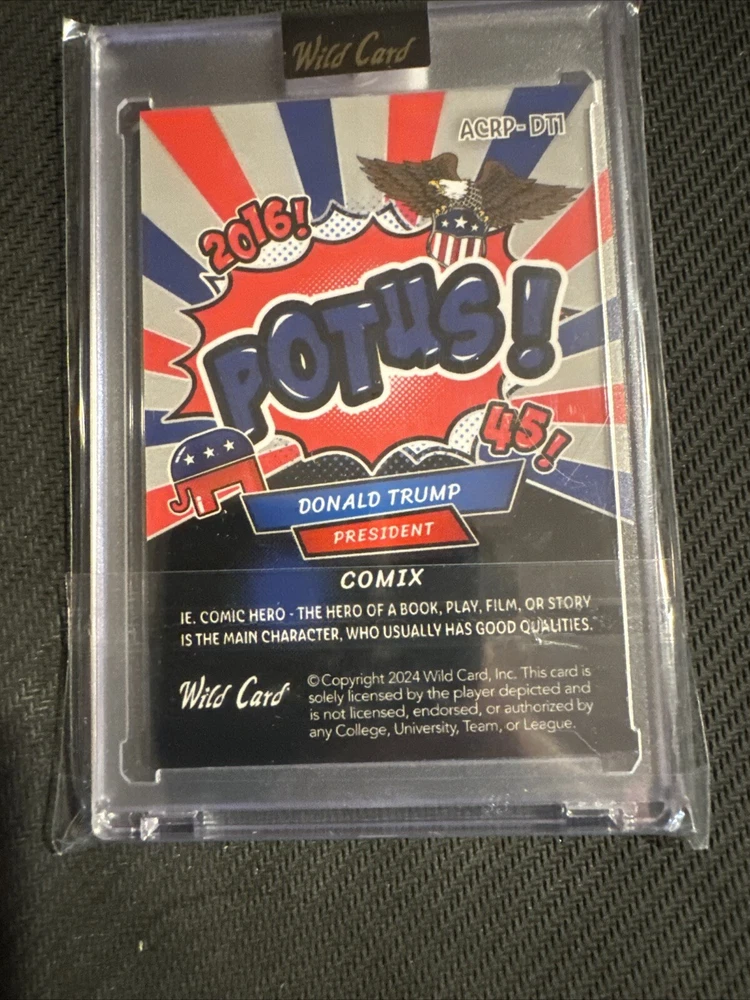 Wild Card
ACRP-DT1
2016!
POTUS!
45!
DONALD TRUMP
PRESIDENT
COMIX
IE. COMIC HERO - THE HERO OF A BOOK, PLAY, FILM, OR STORY
IS THE MAIN CHARACTER, WHO USUALLY HAS GOOD QUALITIES.
Wild Card
© Copyright 2024 Wild Card, Inc. This card is
solely licensed by the player depicted and
is not licensed, endorsed, or authorized by
any College, University, Team, or League.